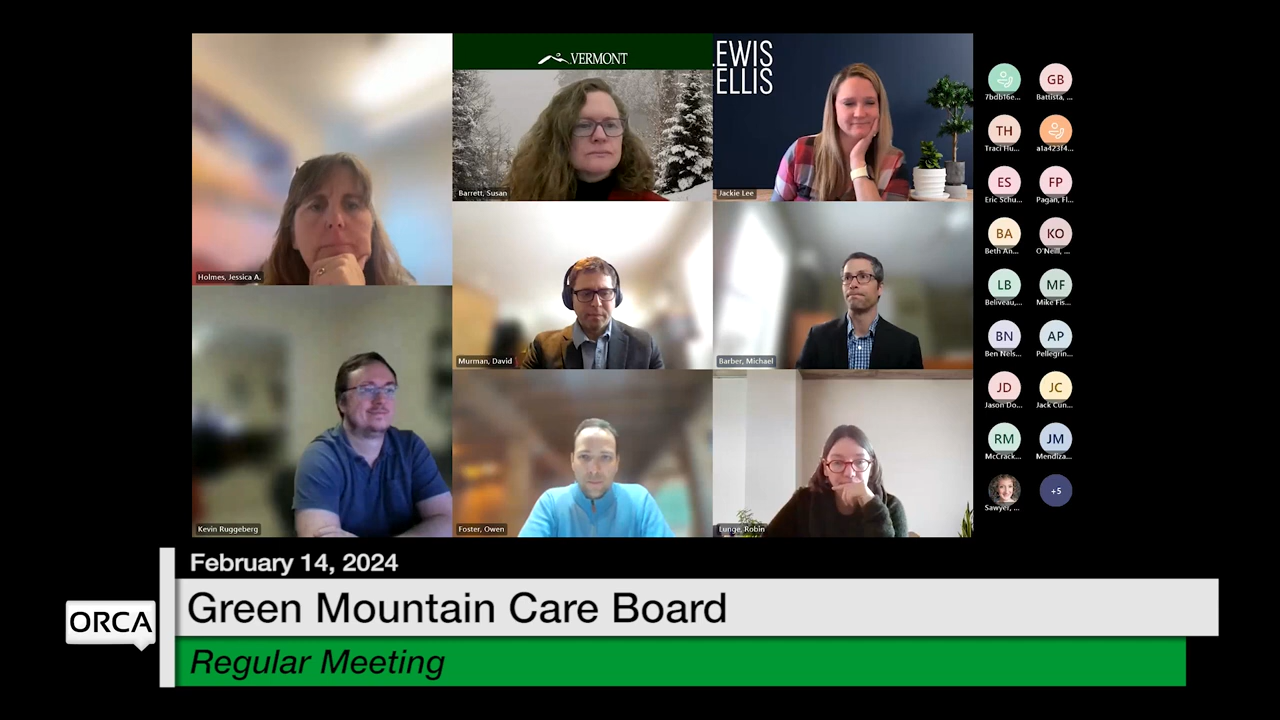 VERMONT
EWIS
ELLIS
Holmes, Jessica A.
Barrett, Susan
Jackie Lee
Murman, David
Barber, Michael
Kevin Ruggeberg
Foster, Owen
Lunge, Robin
7bdb16e...
GB
Battista, ...
TH
Traci Hu...
a1a423f4...
ES
Eric Schu...
FP
Pagan, Fl...
BA
Beth An...
KO
O'Neill, ...
LB
Beliveau,...
MF
Mike Fis...
BN
Ben Neis...
AP
Pellegrin...
JD
Jason Do...
JC
Jack Cun...
RM
McCrack...
JM
Mendiza...
Sawyer, ...
+5
February 14, 2024
ORCA
Green Mountain Care Board
Regular Meeting